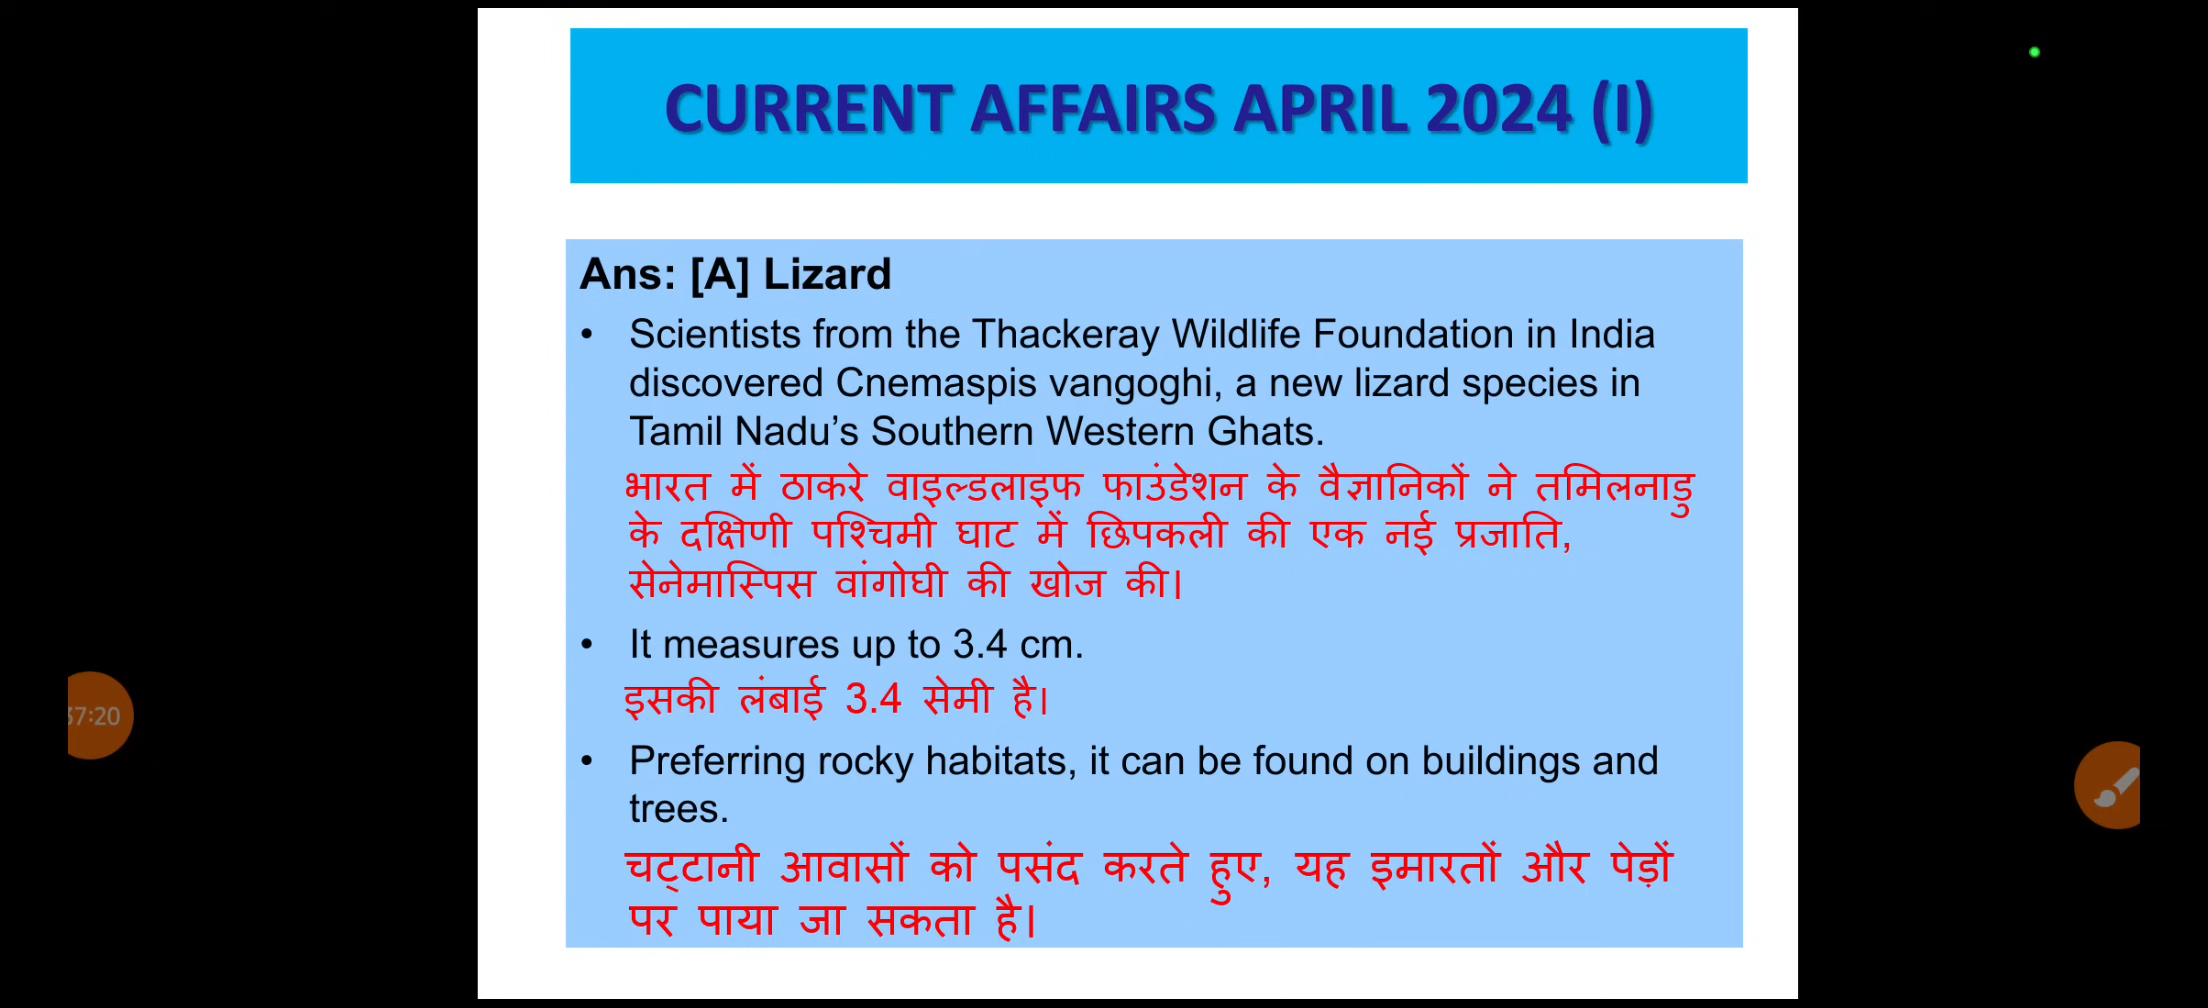 CURRENT AFFAIRS APRIL 2024 (I)
Ans: [A] Lizard
• Scientists from the Thackeray Wildlife Foundation in India
discovered Cnemaspis vangoghi, a new lizard species in
Tamil Nadu’s Southern Western Ghats.
भारत में ठाकरे वाइल्डलाइफ फाउंडेशन के वैज्ञानिकों ने तमिलनाडु
के दक्षिणी पश्चिमी घाट में छिपकली की एक नई प्रजाति,
सेनेमास्पिस वांगोघी की खोज की।
• It measures up to 3.4 cm.
इसकी लंबाई 3.4 सेमी है।
• Preferring rocky habitats, it can be found on buildings and
trees.
चट्टानी आवासों को पसंद करते हुए, यह इमारतों और पेड़ों
पर पाया जा सकता है।